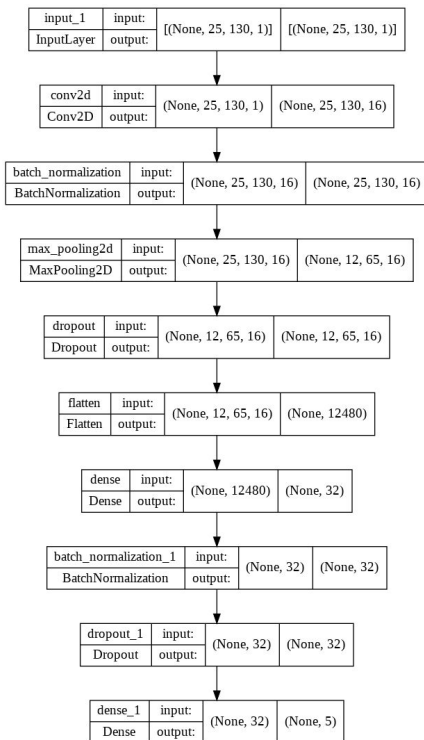 input_1 input: [(None, 25, 130, 1)] [(None, 25, 130, 1)]
InputLayer output:
conv2d input: (None, 25, 130, 1) (None, 25, 130, 16)
Conv2D output:
batch_normalization input: (None, 25, 130, 16) (None, 25, 130, 16)
BatchNormalization output:
max_pooling2d input: (None, 25, 130, 16) (None, 12, 65, 16)
MaxPooling2D output:
dropout input: (None, 12, 65, 16) (None, 12, 65, 16)
Dropout output:
flatten input: (None, 12, 65, 16) (None, 12480)
Flatten output:
dense input: (None, 12480) (None, 32)
Dense output:
batch_normalization_1 input: (None, 32) (None, 32)
BatchNormalization output:
dropout_1 input: (None, 32) (None, 32)
Dropout output:
dense_1 input: (None, 32) (None, 5)
Dense output: